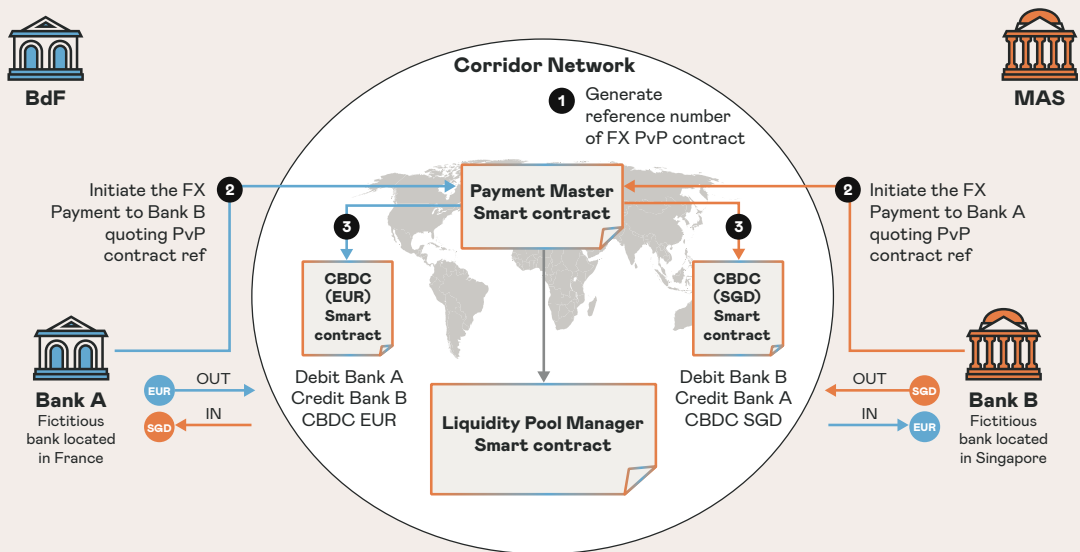 BdF
MAS
Corridor Network
1
Generate
reference number
of FX PvP contract
2
Initiate the FX
Payment to Bank B
quoting PvP
contract ref
Payment Master
Smart contract
2
Initiate the FX
Payment to Bank A
quoting PvP
contract ref
3
CBDC
(EUR)
Smart
contract
3
CBDC
(SGD)
Smart
contract
Debit Bank A
Credit Bank B
CBDC EUR
Debit Bank B
Credit Bank A
CBDC SGD
Liquidity Pool Manager
Smart contract
Bank A
Fictitious
bank located
in France
EUR OUT
SGD IN
OUT SGD
IN EUR
Bank B
Fictitious
bank located
in Singapore